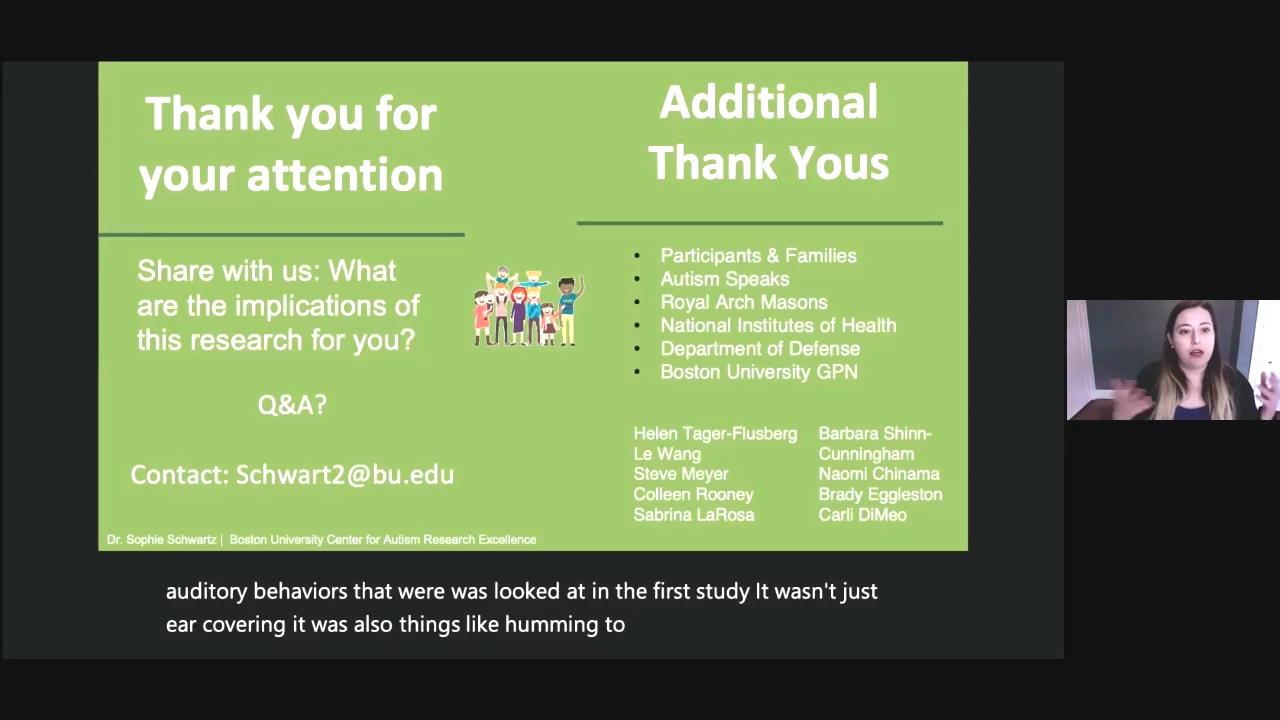 Thank you for
your attention
Share with us: What
are the implications of
this research for you?
Q&A?
Contact: Schwart2@bu.edu
Dr. Sophie Schwartz | Boston University Center for Autism Research Excellence
Additional
Thank Yous
• Participants & Families
• Autism Speaks
• Royal Arch Masons
• National Institutes of Health
• Department of Defense
• Boston University GPN
Helen Tager-Flusberg
Le Wang
Steve Meyer
Colleen Rooney
Sabrina LaRosa
Barbara Shinn-
Cunningham
Naomi Chinama
Brady Eggleston
Carli DiMeo
auditory behaviors that were was looked at in the first study It wasn't just
ear covering it was also things like humming to